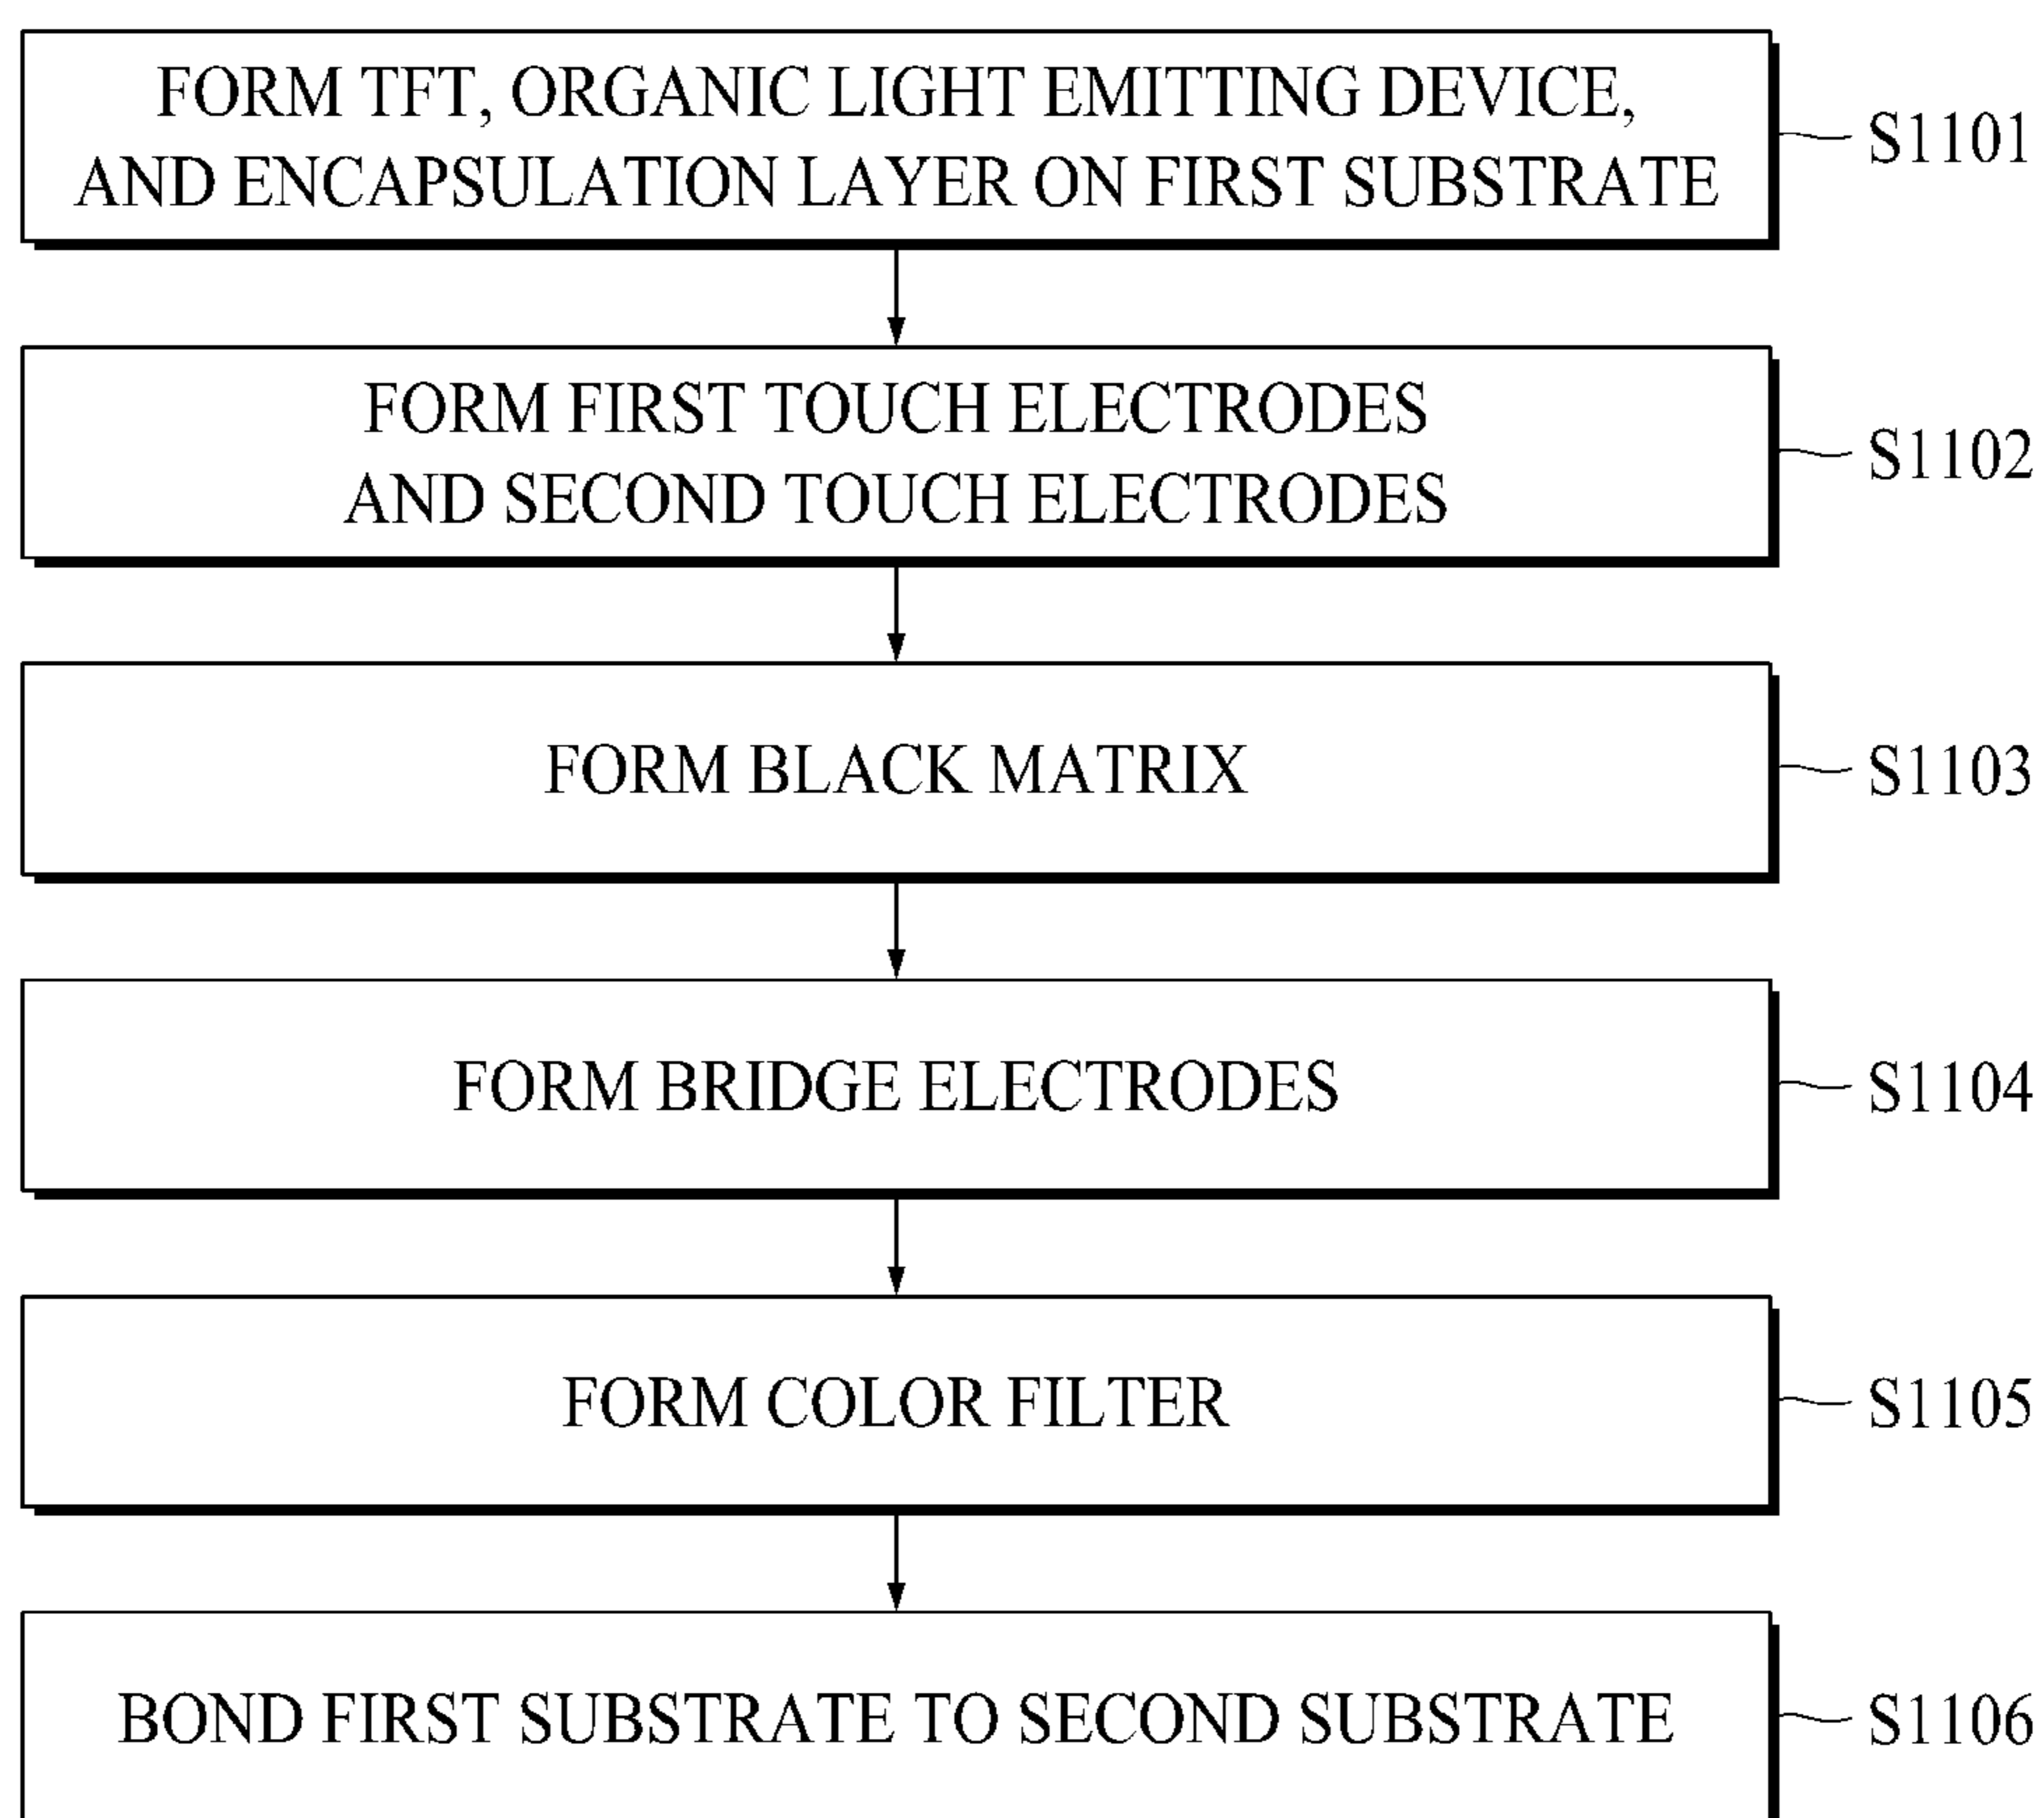 FORM TFT, ORGANIC LIGHT EMITTING DEVICE,
AND ENCAPSULATION LAYER ON FIRST SUBSTRATE
S1101
FORM FIRST TOUCH ELECTRODES
AND SECOND TOUCH ELECTRODES
S1102
FORM BLACK MATRIX
S1103
FORM BRIDGE ELECTRODES
S1104
FORM COLOR FILTER
S1105
BOND FIRST SUBSTRATE TO SECOND SUBSTRATE
S1106